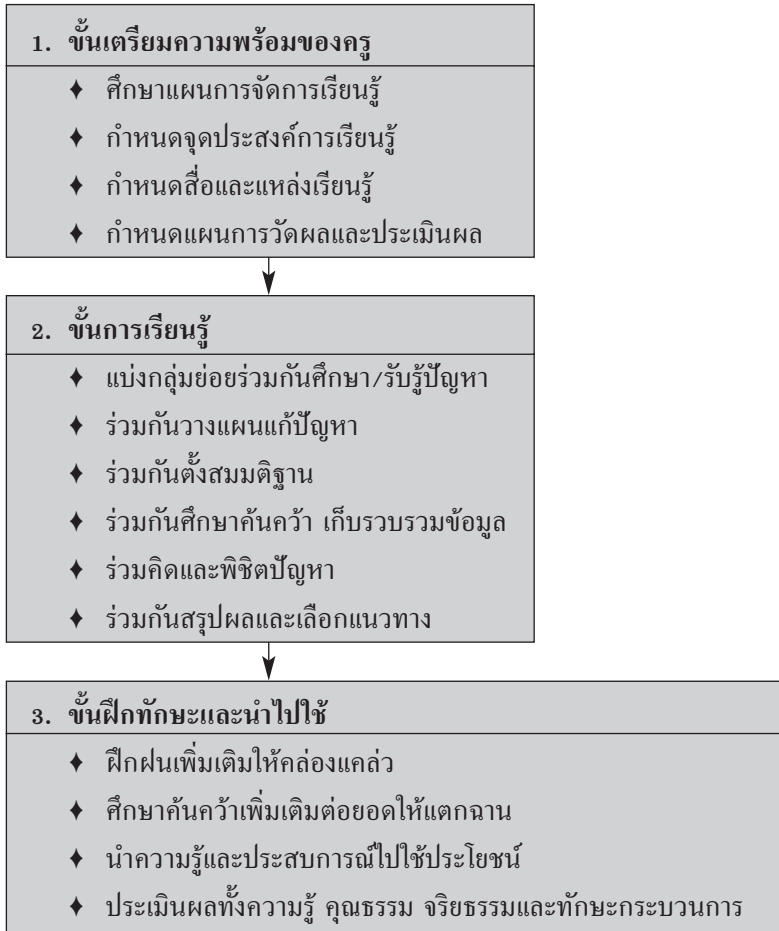 1. ขั้นเตรียมความพร้อมของครู
♦ ศึกษาแผนการจัดการเรียนรู้
♦ กำหนดจุดประสงค์การเรียนรู้
♦ กำหนดสื่อและแหล่งเรียนรู้
♦ กำหนดแผนการวัดผลและประเมินผล
2. ขั้นการเรียนรู้
♦ แบ่งกลุ่มย่อยร่วมกันศึกษา/รับรู้ปัญหา
♦ ร่วมกันวางแผนแก้ปัญหา
♦ ร่วมกันตั้งสมมติฐาน
♦ ร่วมกันศึกษาค้นคว้า เก็บรวบรวมข้อมูล
♦ ร่วมคิดและพิชิตปัญหา
♦ ร่วมกันสรุปผลและเลือกแนวทาง
3. ขั้นฝึกทักษะและนำไปใช้
♦ ฝึกฝนเพิ่มเติมให้คล่องแคล่ว
♦ ศึกษาค้นคว้าเพิ่มเติมต่อยอดให้แตกฉาน
♦ นำความรู้และประสบการณ์ไปใช้ประโยชน์
♦ ประเมินผลทั้งความรู้ คุณธรรม จริยธรรมและทักษะกระบวนการ